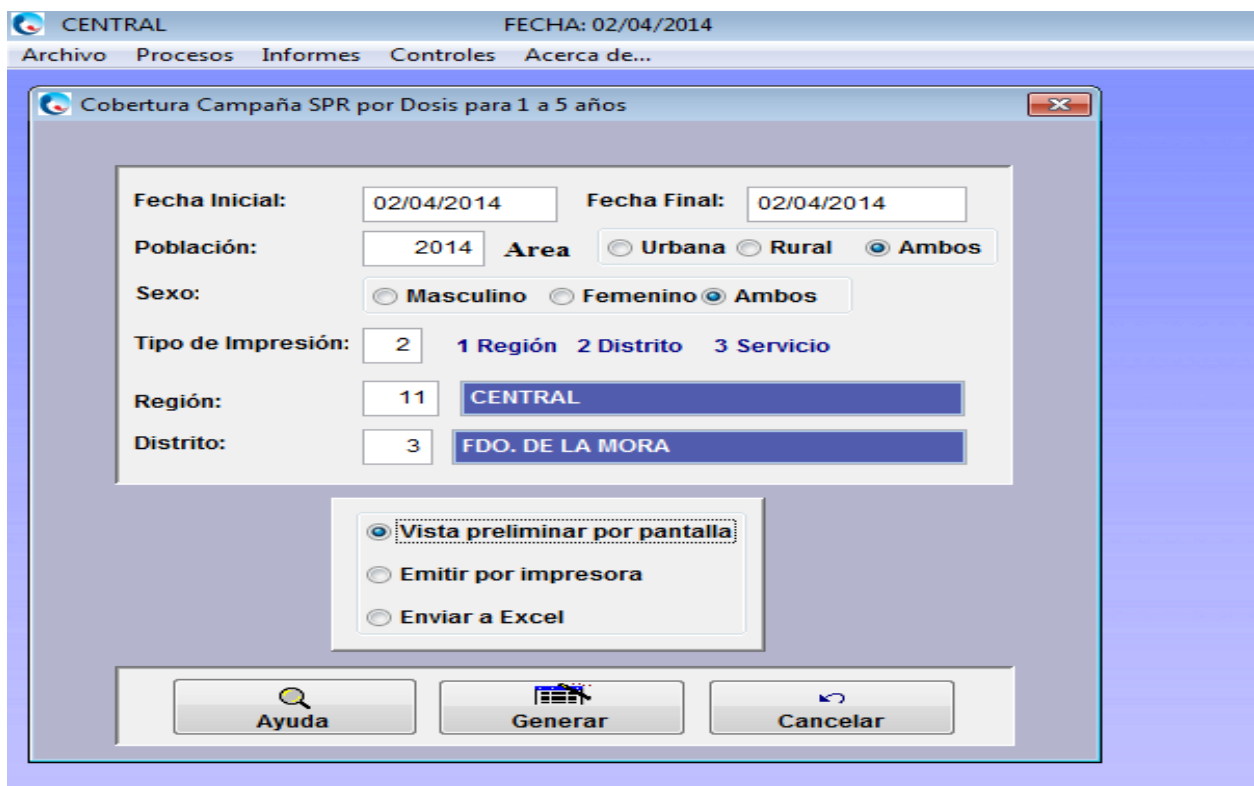 CENTRAL FECHA: 02/04/2014
Archivo Procesos Informes Controles Acerca de...
Cobertura Campaña SPR por Dosis para 1 a 5 años
Fecha Inicial: 02/04/2014 Fecha Final: 02/04/2014
Población: 2014 Area Urbana Rural Ambos
Sexo: Masculino Femenino Ambos
Tipo de Impresión: 2 1 Región 2 Distrito 3 Servicio
Región: 11 CENTRAL
Distrito: 3 FDO. DE LA MORA
Vista preliminar por pantalla
Emitir por impresora
Enviar a Excel
Ayuda Generar Cancelar